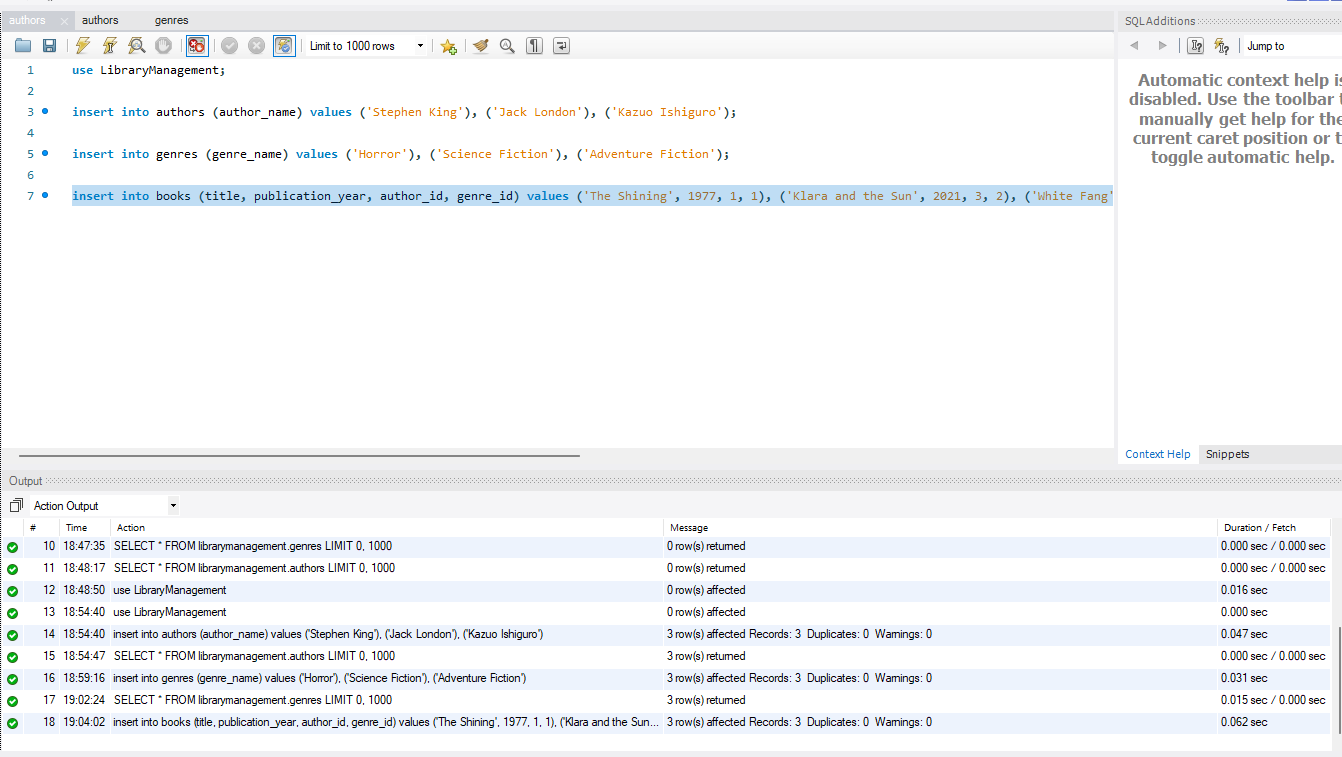 authors authors genres
SQLAdditions
Limit to 1000 rows
Jump to
1 use LibraryManagement;
2
3 insert into authors (author_name) values ('Stephen King'), ('Jack London'), ('Kazuo Ishiguro');
4
5 insert into genres (genre_name) values ('Horror'), ('Science Fiction'), ('Adventure Fiction');
6
7 insert into books (title, publication_year, author_id, genre_id) values ('The Shining', 1977, 1, 1), ('Klara and the Sun', 2021, 3, 2), ('White Fang'
Automatic context help is
disabled. Use the toolbar t
manually get help for the
current caret position or t
toggle automatic help.
Context Help Snippets
Output
Action Output
# Time Action Message Duration / Fetch
10 18:47:35 SELECT * FROM librarymanagement.genres LIMIT 0, 1000 0 row(s) returned 0.000 sec / 0.000 sec
11 18:48:17 SELECT * FROM librarymanagement.authors LIMIT 0, 1000 0 row(s) returned 0.000 sec / 0.000 sec
12 18:48:50 use LibraryManagement 0 row(s) affected 0.016 sec
13 18:54:40 use LibraryManagement 0 row(s) affected 0.000 sec
14 18:54:40 insert into authors (author_name) values ('Stephen King'), ('Jack London'), ('Kazuo Ishiguro') 3 row(s) affected Records: 3 Duplicates: 0 Warnings: 0 0.047 sec
15 18:54:47 SELECT * FROM librarymanagement.authors LIMIT 0, 1000 3 row(s) returned 0.000 sec / 0.000 sec
16 18:59:16 insert into genres (genre_name) values ('Horror'), ('Science Fiction'), ('Adventure Fiction') 3 row(s) affected Records: 3 Duplicates: 0 Warnings: 0 0.031 sec
17 19:02:24 SELECT * FROM librarymanagement.genres LIMIT 0, 1000 3 row(s) returned 0.015 sec / 0.000 sec
18 19:04:02 insert into books (title, publication_year, author_id, genre_id) values ('The Shining', 1977, 1, 1), ('Klara and the Sun... 3 row(s) affected Records: 3 Duplicates: 0 Warnings: 0 0.062 sec